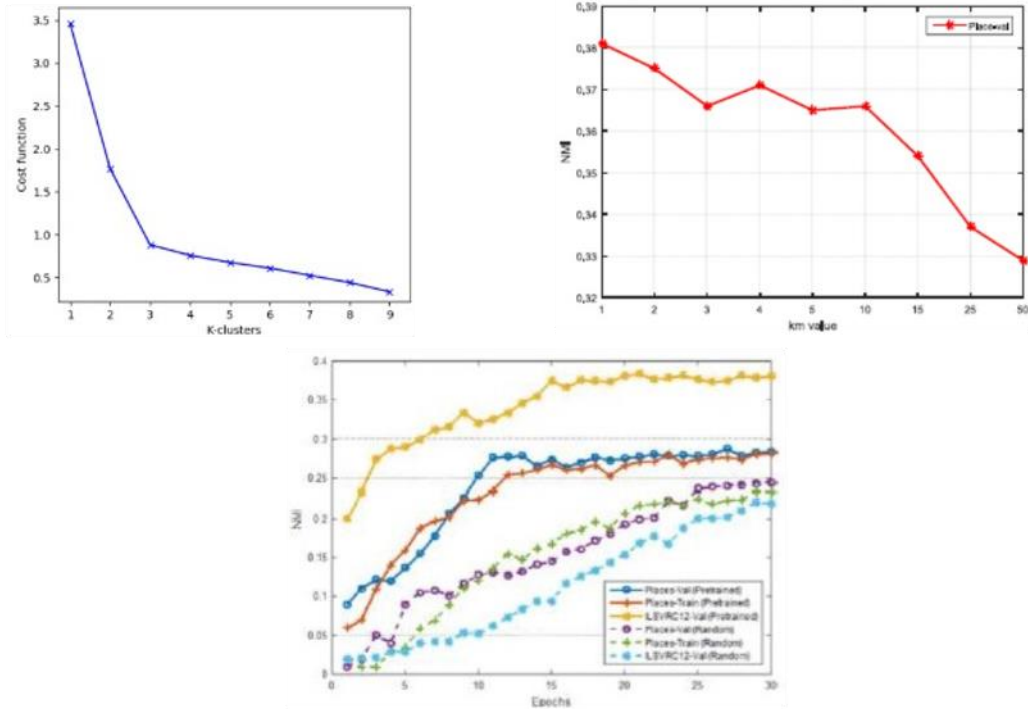 3.5
3.0
2.5
2.0
1.5
1.0
0.5
Cost function
1 2 3 4 5 6 7 8 9
K-clusters
0,39
0,38
0,37
0,36
0,35
0,34
0,33
0,32
NMI
Place-val
1 2 3 4 5 10 15 25 50
km value
0.4
0.35
0.3
0.25
0.2
0.15
0.1
0.05
0
NMI
Places-Val (Pretrained)
Places-Train (Pretrained)
ILSVRC12-Val (Pretrained)
Places-Val (Random)
Places-Train (Random)
ILSVRC12-Val (Random)
0 5 10 15 20 25 30
Epochs